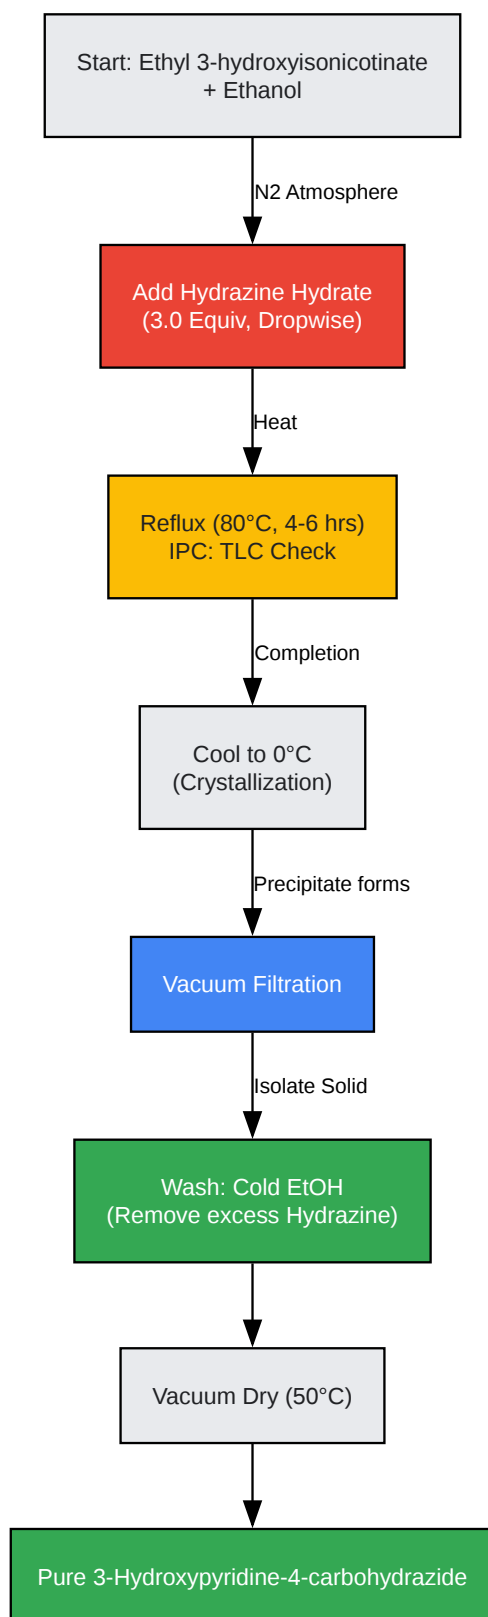 Start: Ethyl 3-hydroxyisonicotinate
+ Ethanol
N2 Atmosphere
Add Hydrazine Hydrate
(3.0 Equiv, Dropwise)
Heat
Reflux (80°C, 4-6 hrs)
IPC: TLC Check
Completion
Cool to 0°C
(Crystallization)
Precipitate forms
Vacuum Filtration
Isolate Solid
Wash: Cold EtOH
(Remove excess Hydrazine)
Vacuum Dry (50°C)
Pure 3-Hydroxypyridine-4-carbohydrazide